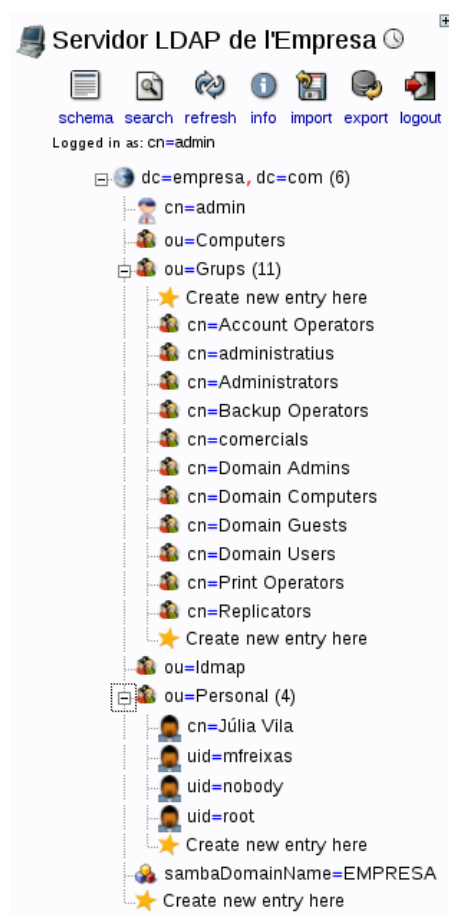 Servidor LDAP de l'Empresa
schema search refresh info import export logout
Logged in as: cn=admin
dc=empresa, dc=com (6)
cn=admin
ou=Computers
ou=Grups (11)
Create new entry here
cn=Account Operators
cn=administratius
cn=Administrators
cn=Backup Operators
cn=comercials
cn=Domain Admins
cn=Domain Computers
cn=Domain Guests
cn=Domain Users
cn=Print Operators
cn=Replicators
Create new entry here
ou=Idmap
ou=Personal (4)
cn=Júlia Vila
uid=mfreixas
uid=nobody
uid=root
Create new entry here
sambaDomainName=EMPRESA
Create new entry here